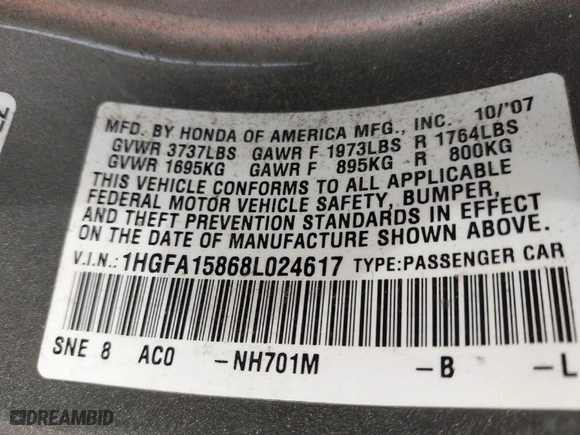 MFD. BY HONDA OF AMERICA MFG., INC. 10/'07
GVWR 3737LBS GAWR F 1973LBS R 1764LBS
GVWR 1695KG GAWR F 895KG R 800KG
THIS VEHICLE CONFORMS TO ALL APPLICABLE
FEDERAL MOTOR VEHICLE SAFETY, BUMPER,
AND THEFT PREVENTION STANDARDS IN EFFECT
ON THE DATE OF MANUFACTURE SHOWN ABOVE.
V.I.N.: 1HGFA15868L024617 TYPE:PASSENGER CAR
SNE 8 AC0 -NH701M -B -L
DREAMBID